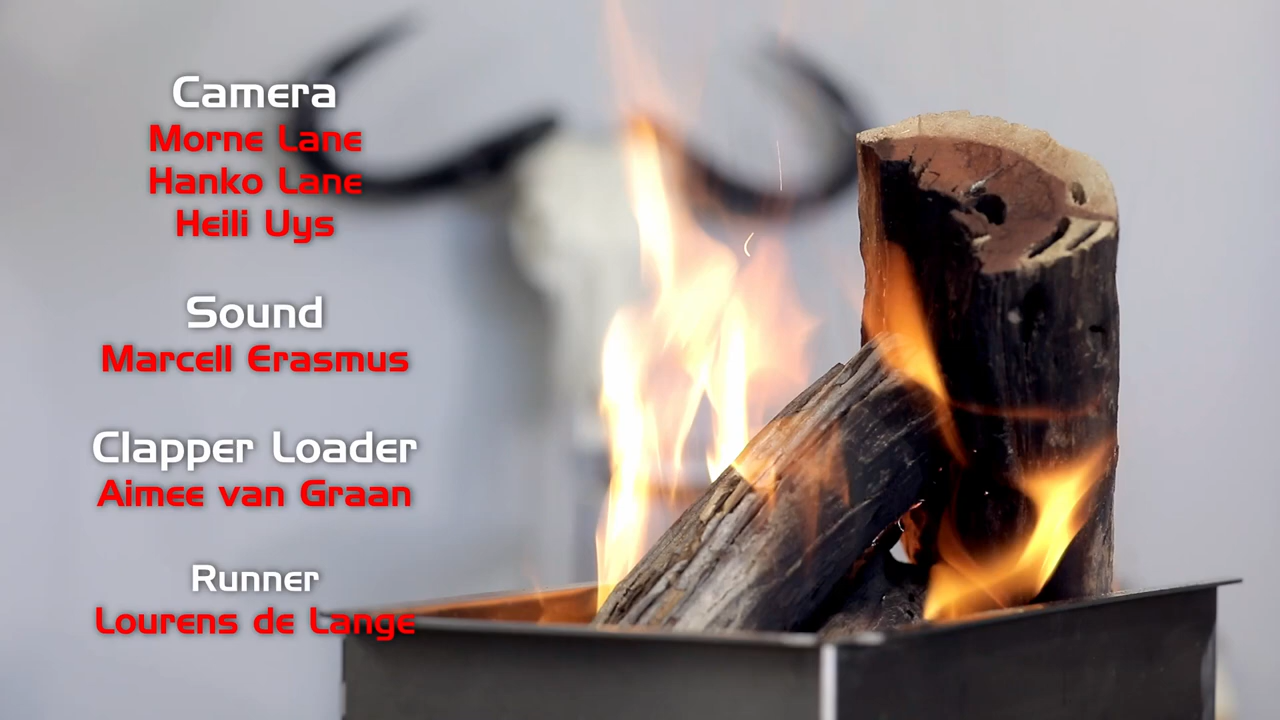 Camera
Morne Lane
Hanko Lane
Heili Uys
Sound
Marcell Erasmus
Clapper Loader
Aimee van Graan
Runner
Lourens de Lange